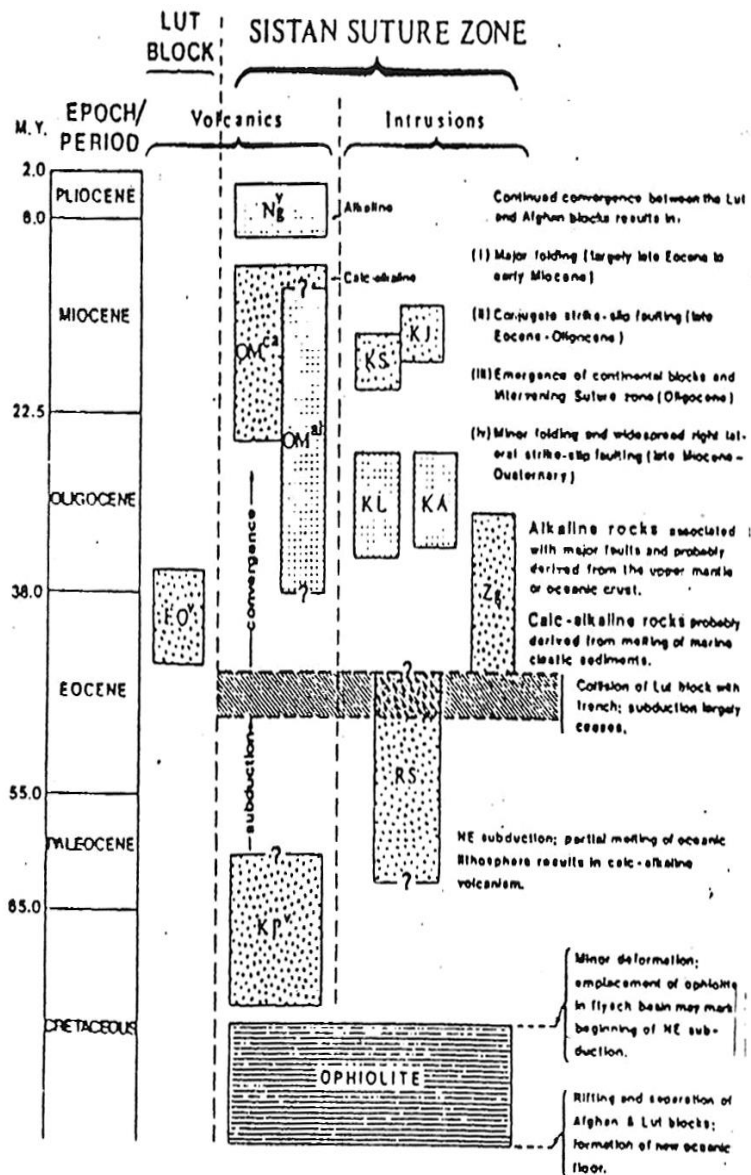 LUT
BLOCK
SISTAN SUTURE ZONE
M.Y.
EPOCH/
PERIOD
Volcanics
Intrusions
2.0
PLIOCENE
6.0
MIOCENE
22.5
OLIGOCENE
38.0
EOCENE
55.0
PALEOCENE
65.0
CRETACEOUS
Ngv
Alkaline
?
Calc-alkaline
OMca
OMal
?
KS
KJ
KL
KA
Zg
EOv
convergence
subduction
?
RS
?
?
KPv
OPHIOLITE
Continued convergence between the Lut
and Afghan blocks results in:
(i) Major folding (largely late Eocene to
early Miocene)
(ii) Conjugate strike-slip faulting (late
Eocene-Oligocene)
(iii) Emergence of continental blocks and
intervening Suture zone (Oligocene)
(iv) Minor folding and widespread right lat-
eral strike-slip faulting (late Miocene-
Quaternary)
Alkaline rocks associated
with major faults and probably
derived from the upper mantle
or oceanic crust.
Calc-alkaline rocks probably
derived from melting of marine
clastic sediments.
Collision of Lut block with
trench; subduction largely
ceases.
NE subduction; partial melting of oceanic
lithosphere results in calc-alkaline
volcanism.
Minor deformation;
emplacement of ophiolite
in flysch basin may mark
beginning of NE sub-
duction.
Rifting and separation of
Afghan & Lut blocks;
formation of new oceanic
floor.